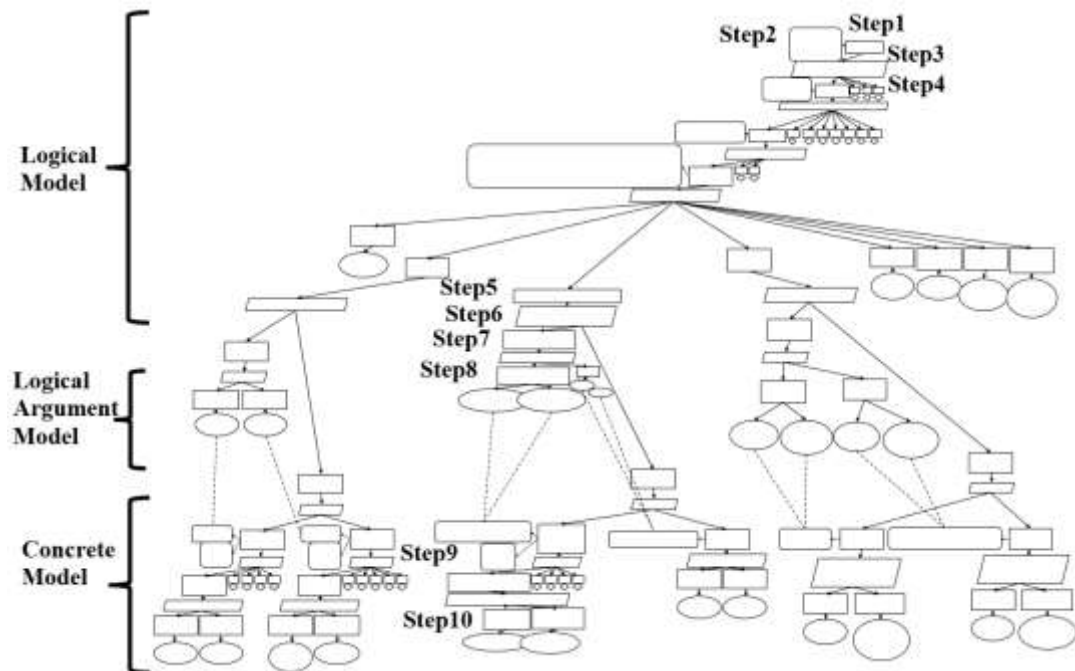 Step1
Step2
Step3
Step4
Logical
Model
Step5
Step6
Step7
Step8
Logical
Argument
Model
Step9
Concrete
Model
Step10